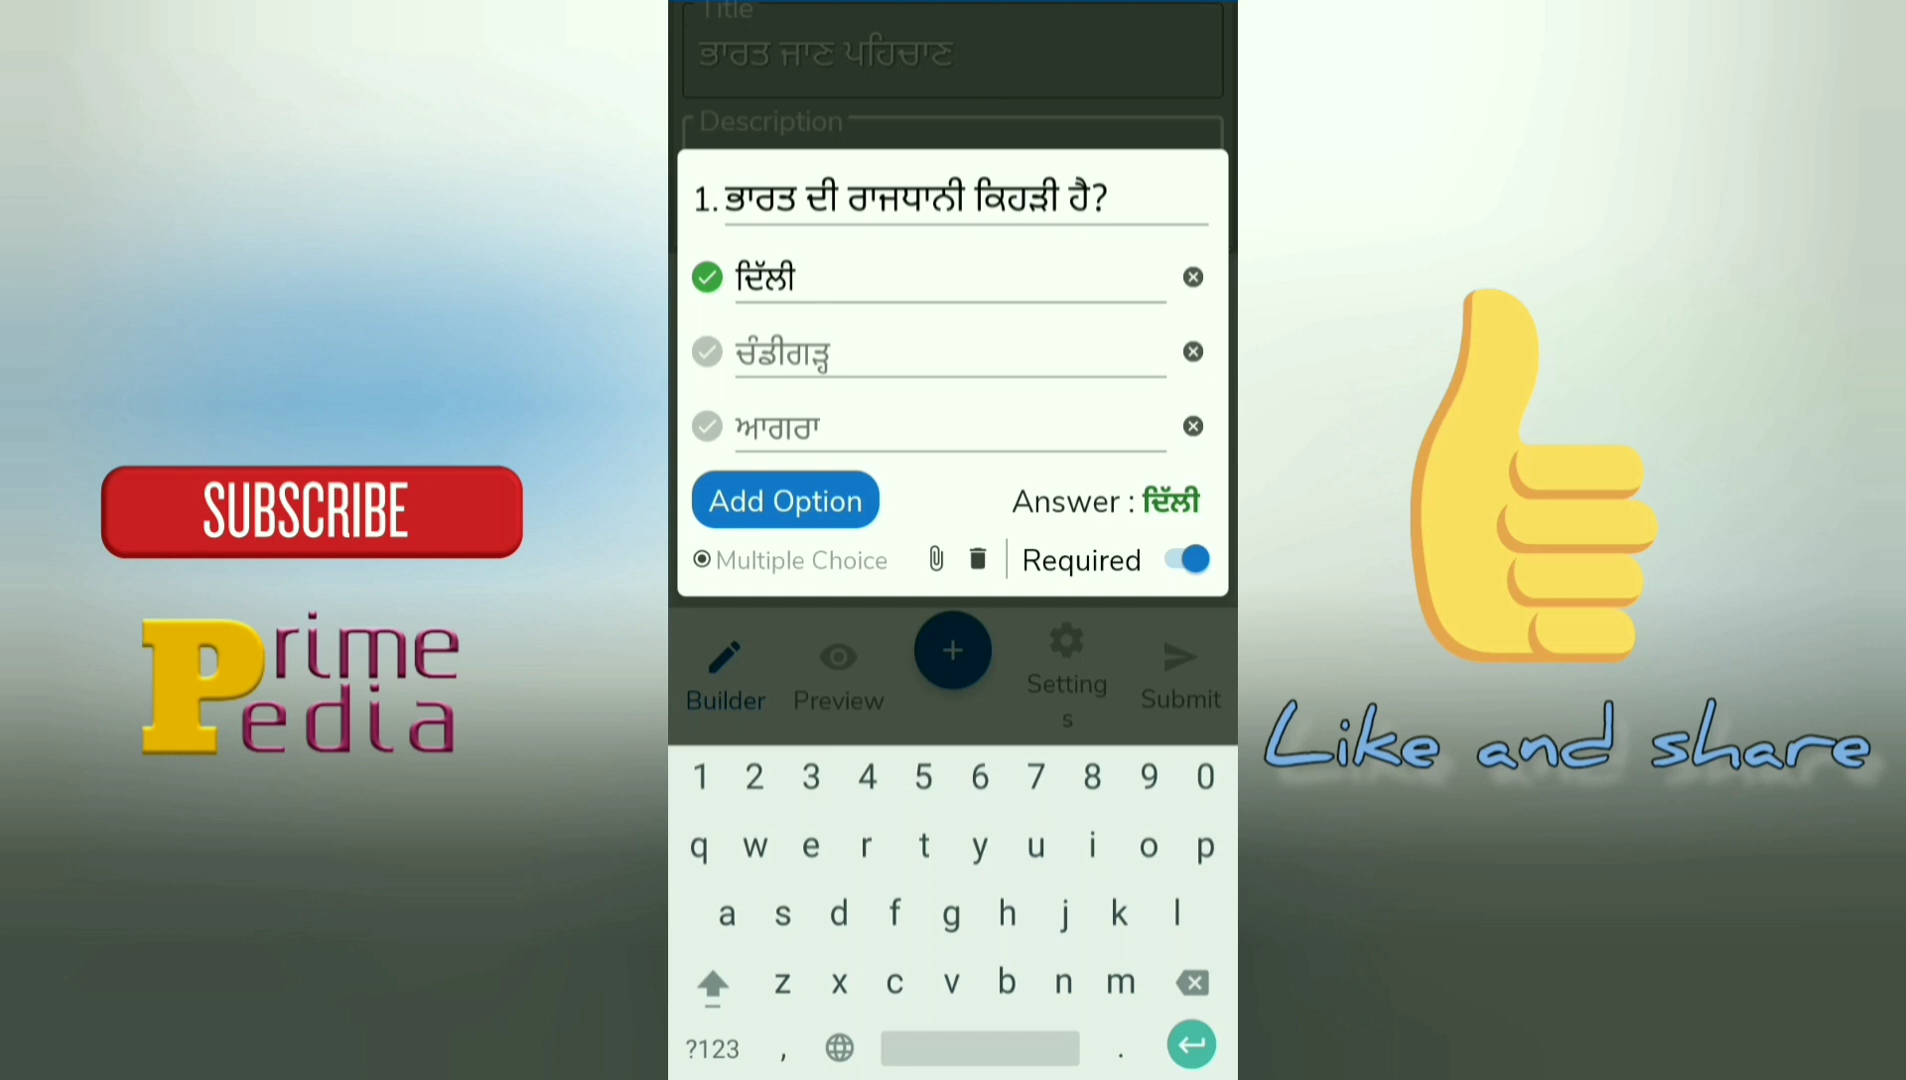 Title
ਭਾਰਤ ਜਾਣ ਪਹਿਚਾਣ
Description
1. ਭਾਰਤ ਦੀ ਰਾਜਧਾਨੀ ਕਿਹੜੀ ਹੈ?
ਦਿੱਲੀ
ਚੰਡੀਗੜ੍ਹ
ਆਗਰਾ
Add Option
Answer : ਦਿੱਲੀ
Multiple Choice
Required
Builder
Preview
+
Setting
s
Submit
1 2 3 4 5 6 7 8 9 0
q w e r t y u i o p
a s d f g h j k l
z x c v b n m
?123 , .
SUBSCRIBE
Prime
Pedia
Like and share